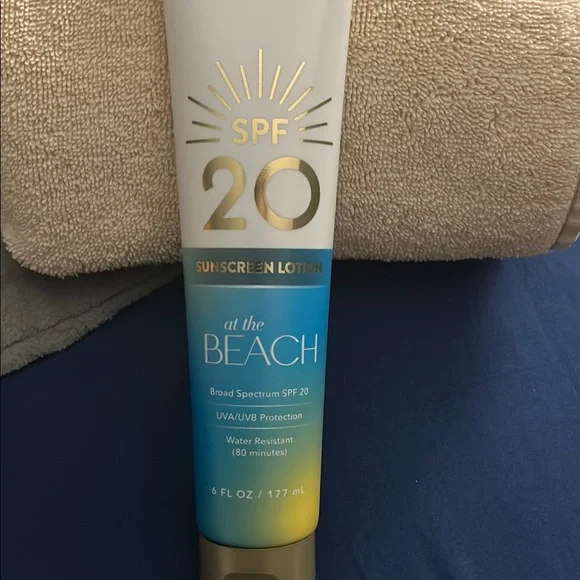 SPF
20
SUNSCREEN LOTION
at the
BEACH
Broad Spectrum SPF 20
UVA/UVB Protection
Water Resistant
(80 minutes)
6 FL OZ / 177 mL